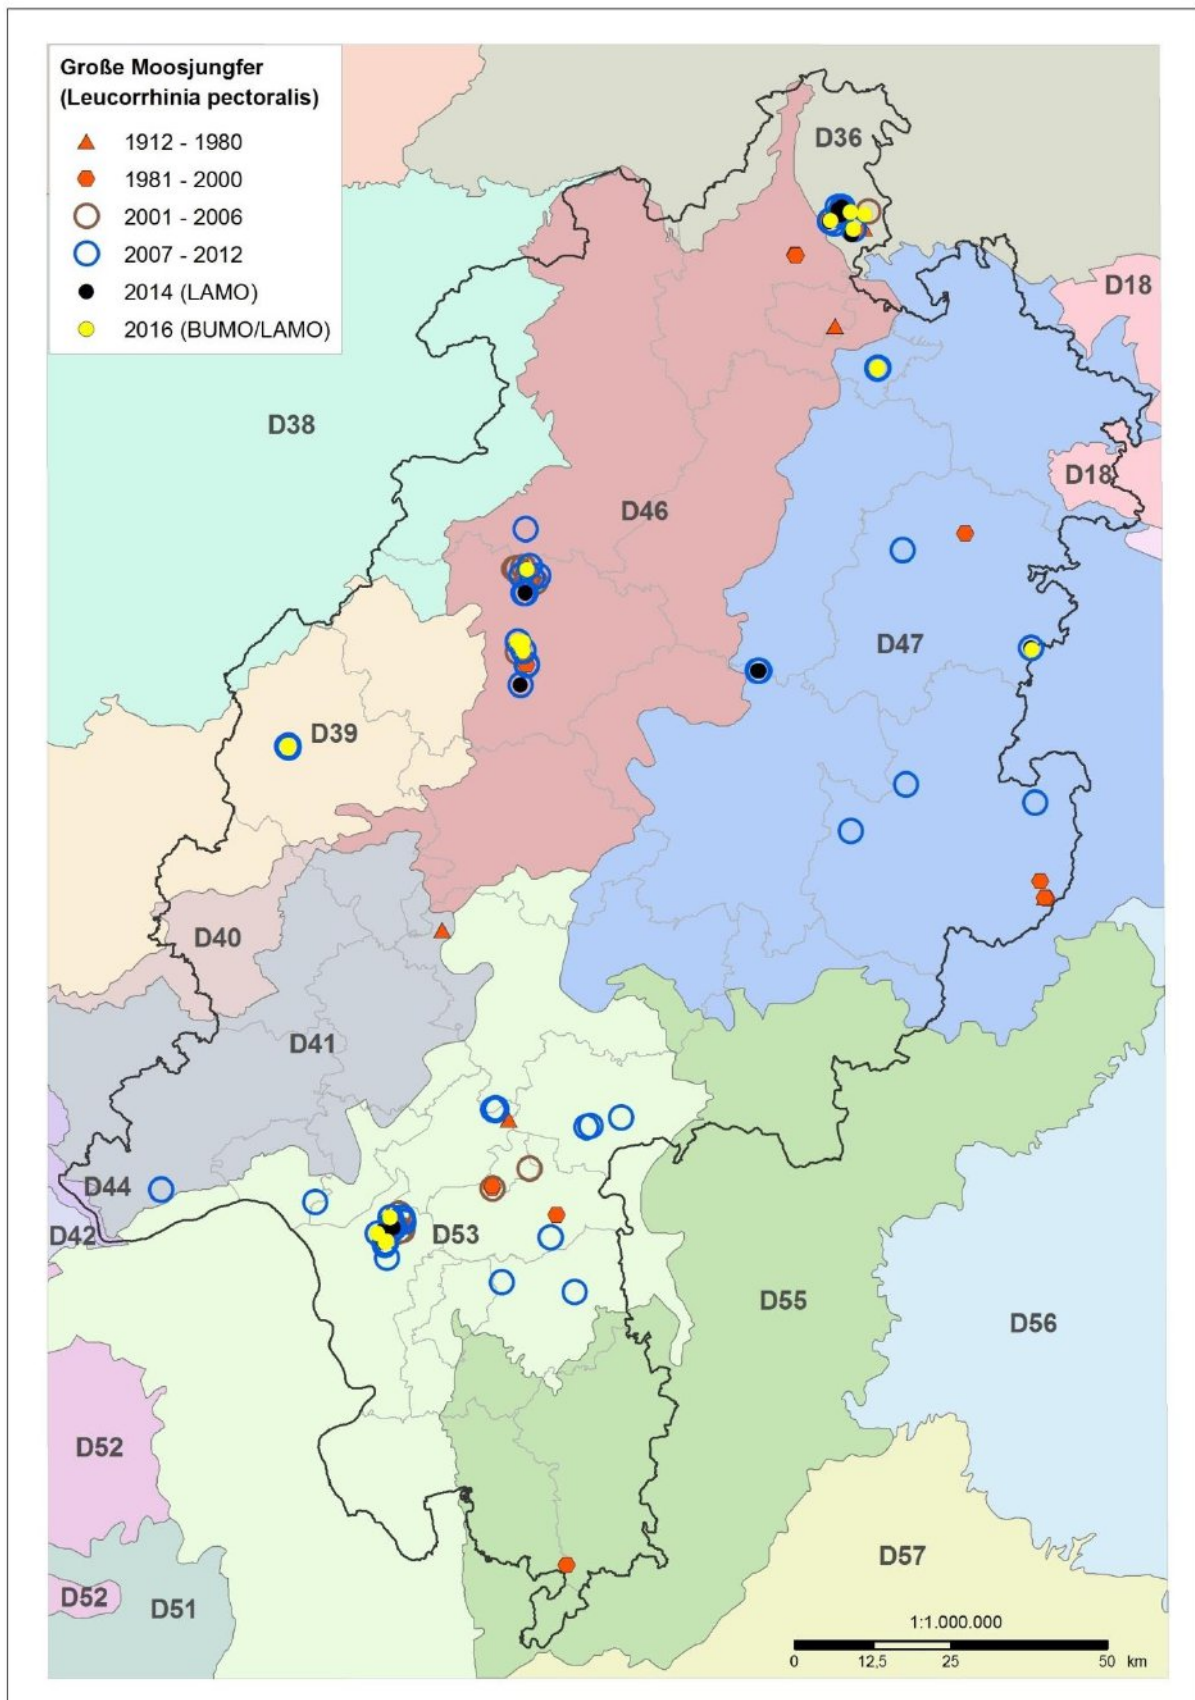 Große Moosjungfer
(Leucorrhinia pectoralis)
1912 - 1980
1981 - 2000
2001 - 2006
2007 - 2012
2014 (LAMO)
2016 (BUMO/LAMO)
D36
D18
D38
D18
D46
D47
D39
D40
D41
D44
D42
D53
D55
D56
D52
D57
D52
D51
1:1.000.000
0 12,5 25 50 km